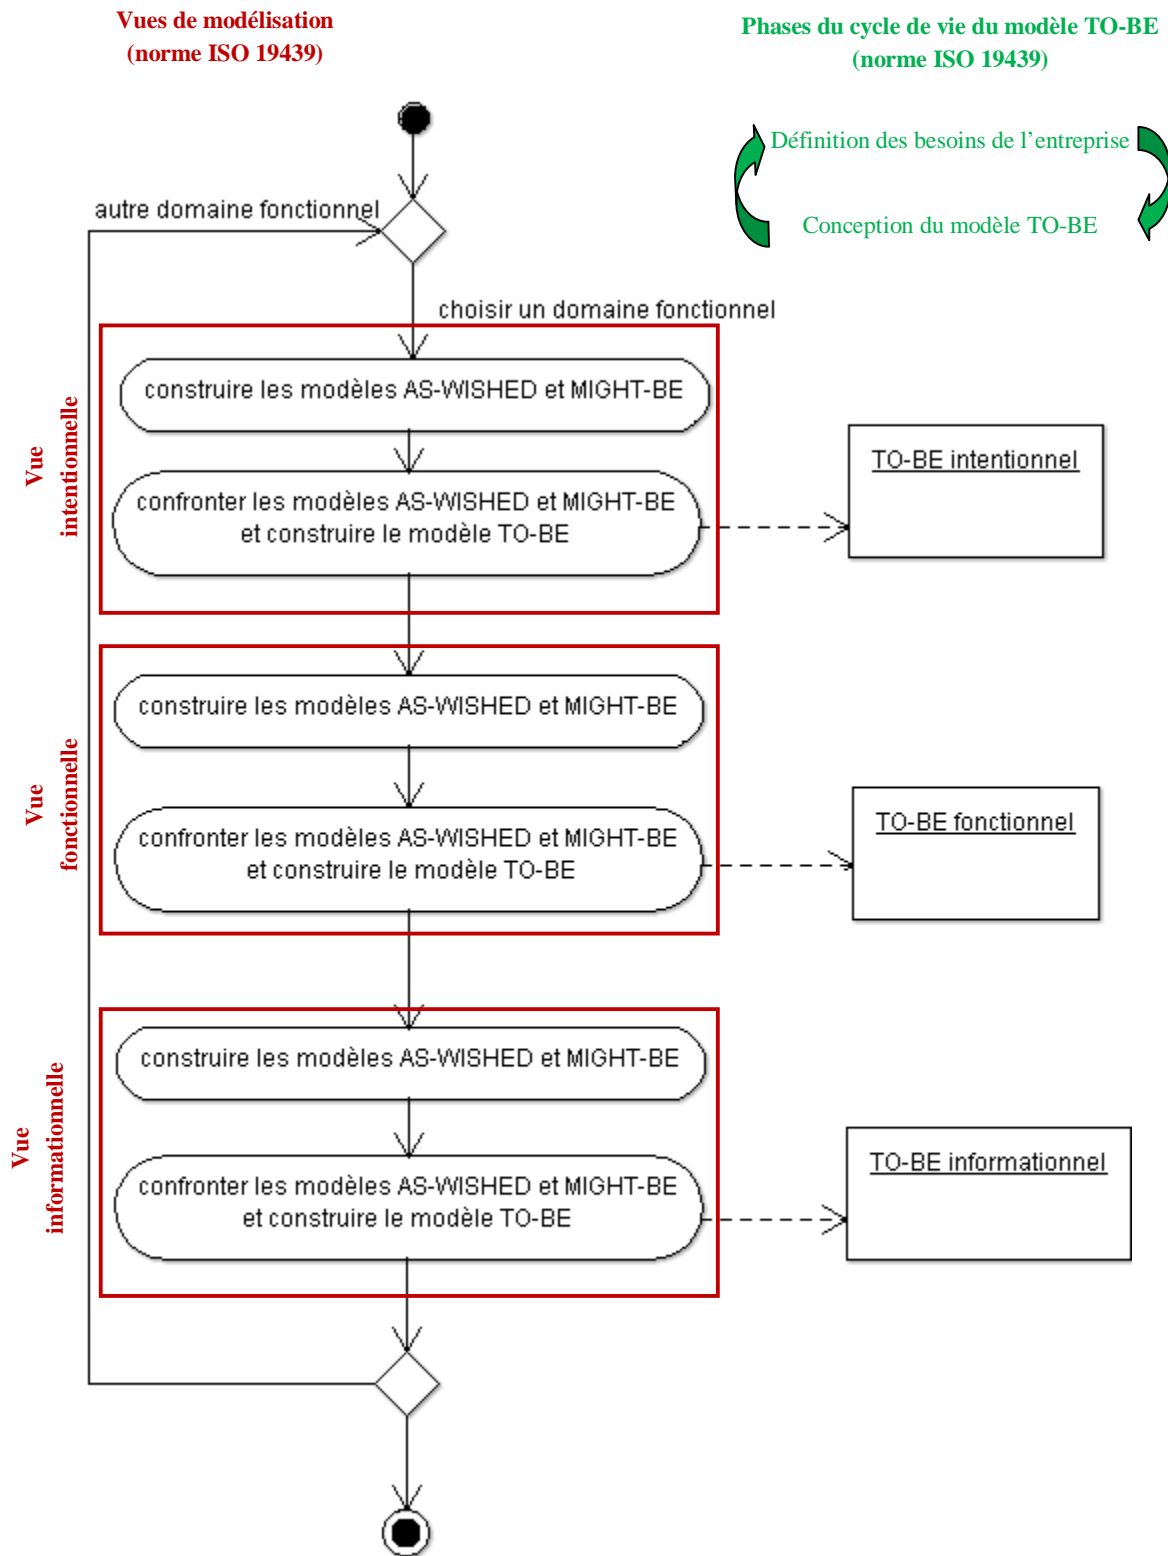 Vues de modélisation
(norme ISO 19439)
Phases du cycle de vie du modèle TO-BE
(norme ISO 19439)
Définition des besoins de l'entreprise
Conception du modèle TO-BE
autre domaine fonctionnel
choisir un domaine fonctionnel
Vue
intentionnelle
construire les modèles AS-WISHED et MIGHT-BE
confronter les modèles AS-WISHED et MIGHT-BE
et construire le modèle TO-BE
TO-BE intentionnel
Vue
fonctionnelle
construire les modèles AS-WISHED et MIGHT-BE
confronter les modèles AS-WISHED et MIGHT-BE
et construire le modèle TO-BE
TO-BE fonctionnel
Vue
informationnelle
construire les modèles AS-WISHED et MIGHT-BE
confronter les modèles AS-WISHED et MIGHT-BE
et construire le modèle TO-BE
TO-BE informationnel